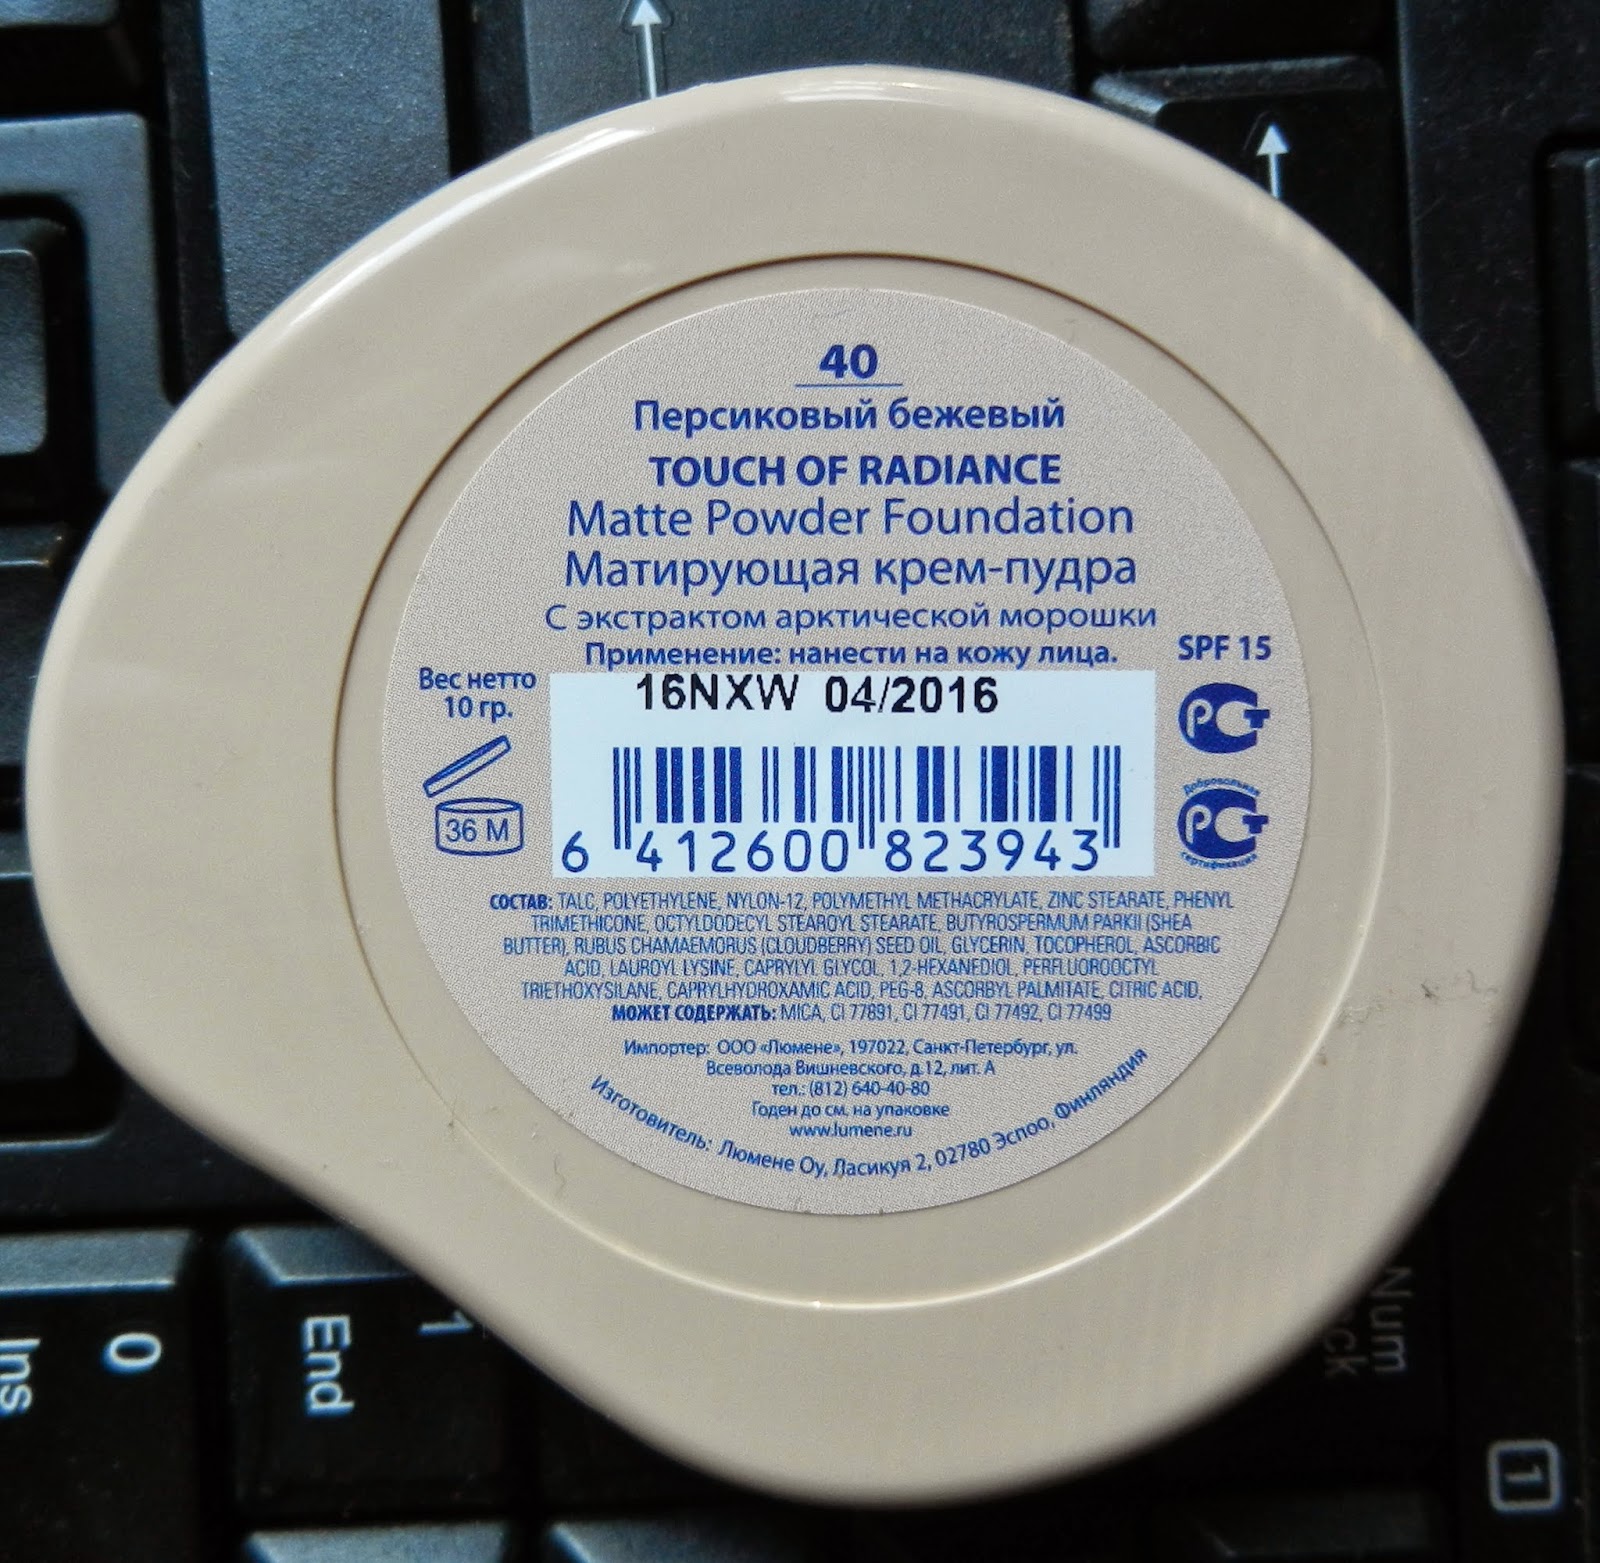 40
Персиковый бежевый
TOUCH OF RADIANCE
Matte Powder Foundation
Матирующая крем-пудра
С экстрактом арктической морошки
Применение: нанести на кожу лица.
SPF 15
Вес нетто
10 гр.
16NXW 04/2016
РСТ
36 M
Добровольная
РСТ
сертификация
6 412600 823943
СОСТАВ: TALC, POLYETHYLENE, NYLON-12, POLYMETHYL METHACRYLATE, ZINC STEARATE, PHENYL
TRIMETHICONE, OCTYLDODECYL STEAROYL STEARATE, BUTYROSPERMUM PARKII (SHEA
BUTTER), RUBUS CHAMAEMORUS (CLOUDBERRY) SEED OIL, GLYCERIN, TOCOPHEROL, ASCORBIC
ACID, LAUROYL LYSINE, CAPRYLYL GLYCOL, 1,2-HEXANEDIOL, PERFLUOROOCTYL
TRIETHOXYSILANE, CAPRYLHYDROXAMIC ACID, PEG-8, ASCORBYL PALMITATE, CITRIC ACID,
МОЖЕТ СОДЕРЖАТЬ: MICA, CI 77891, CI 77491, CI 77492, CI 77499
Импортер: ООО «Люмене», 197022, Санкт-Петербург, ул.
Всеволода Вишневского, д.12, лит. А
тел.: (812) 640-40-80
Годен до см. на упаковке
www.lumene.ru
Изготовитель: Люмене Оу, Ласикуя 2, 02780 Эспоо, Финляндия
0
Ins
1
End
Num
1